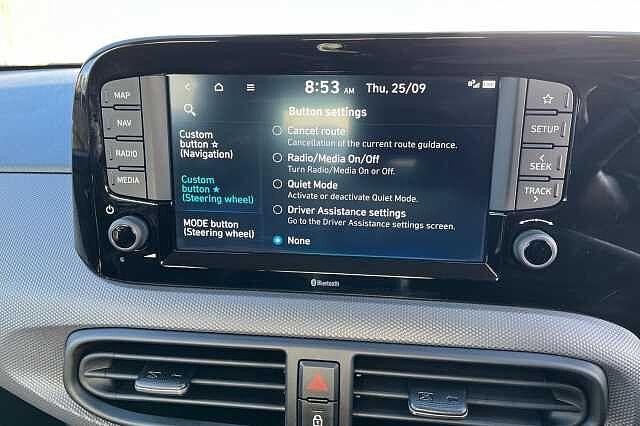 8:53 AM Thu, 25/09
Button settings
MAP
NAV
RADIO
MEDIA
Custom
button ☆
(Navigation)
Custom
button ★
(Steering wheel)
MODE button
(Steering wheel)
Cancel route
Cancellation of the current route guidance.
Radio/Media On/Off
Turn Radio/Media On or Off.
Quiet Mode
Activate or deactivate Quiet Mode.
Driver Assistance settings
Go to the Driver Assistance settings screen.
None
☆
SETUP
<
SEEK
TRACK
>
Bluetooth